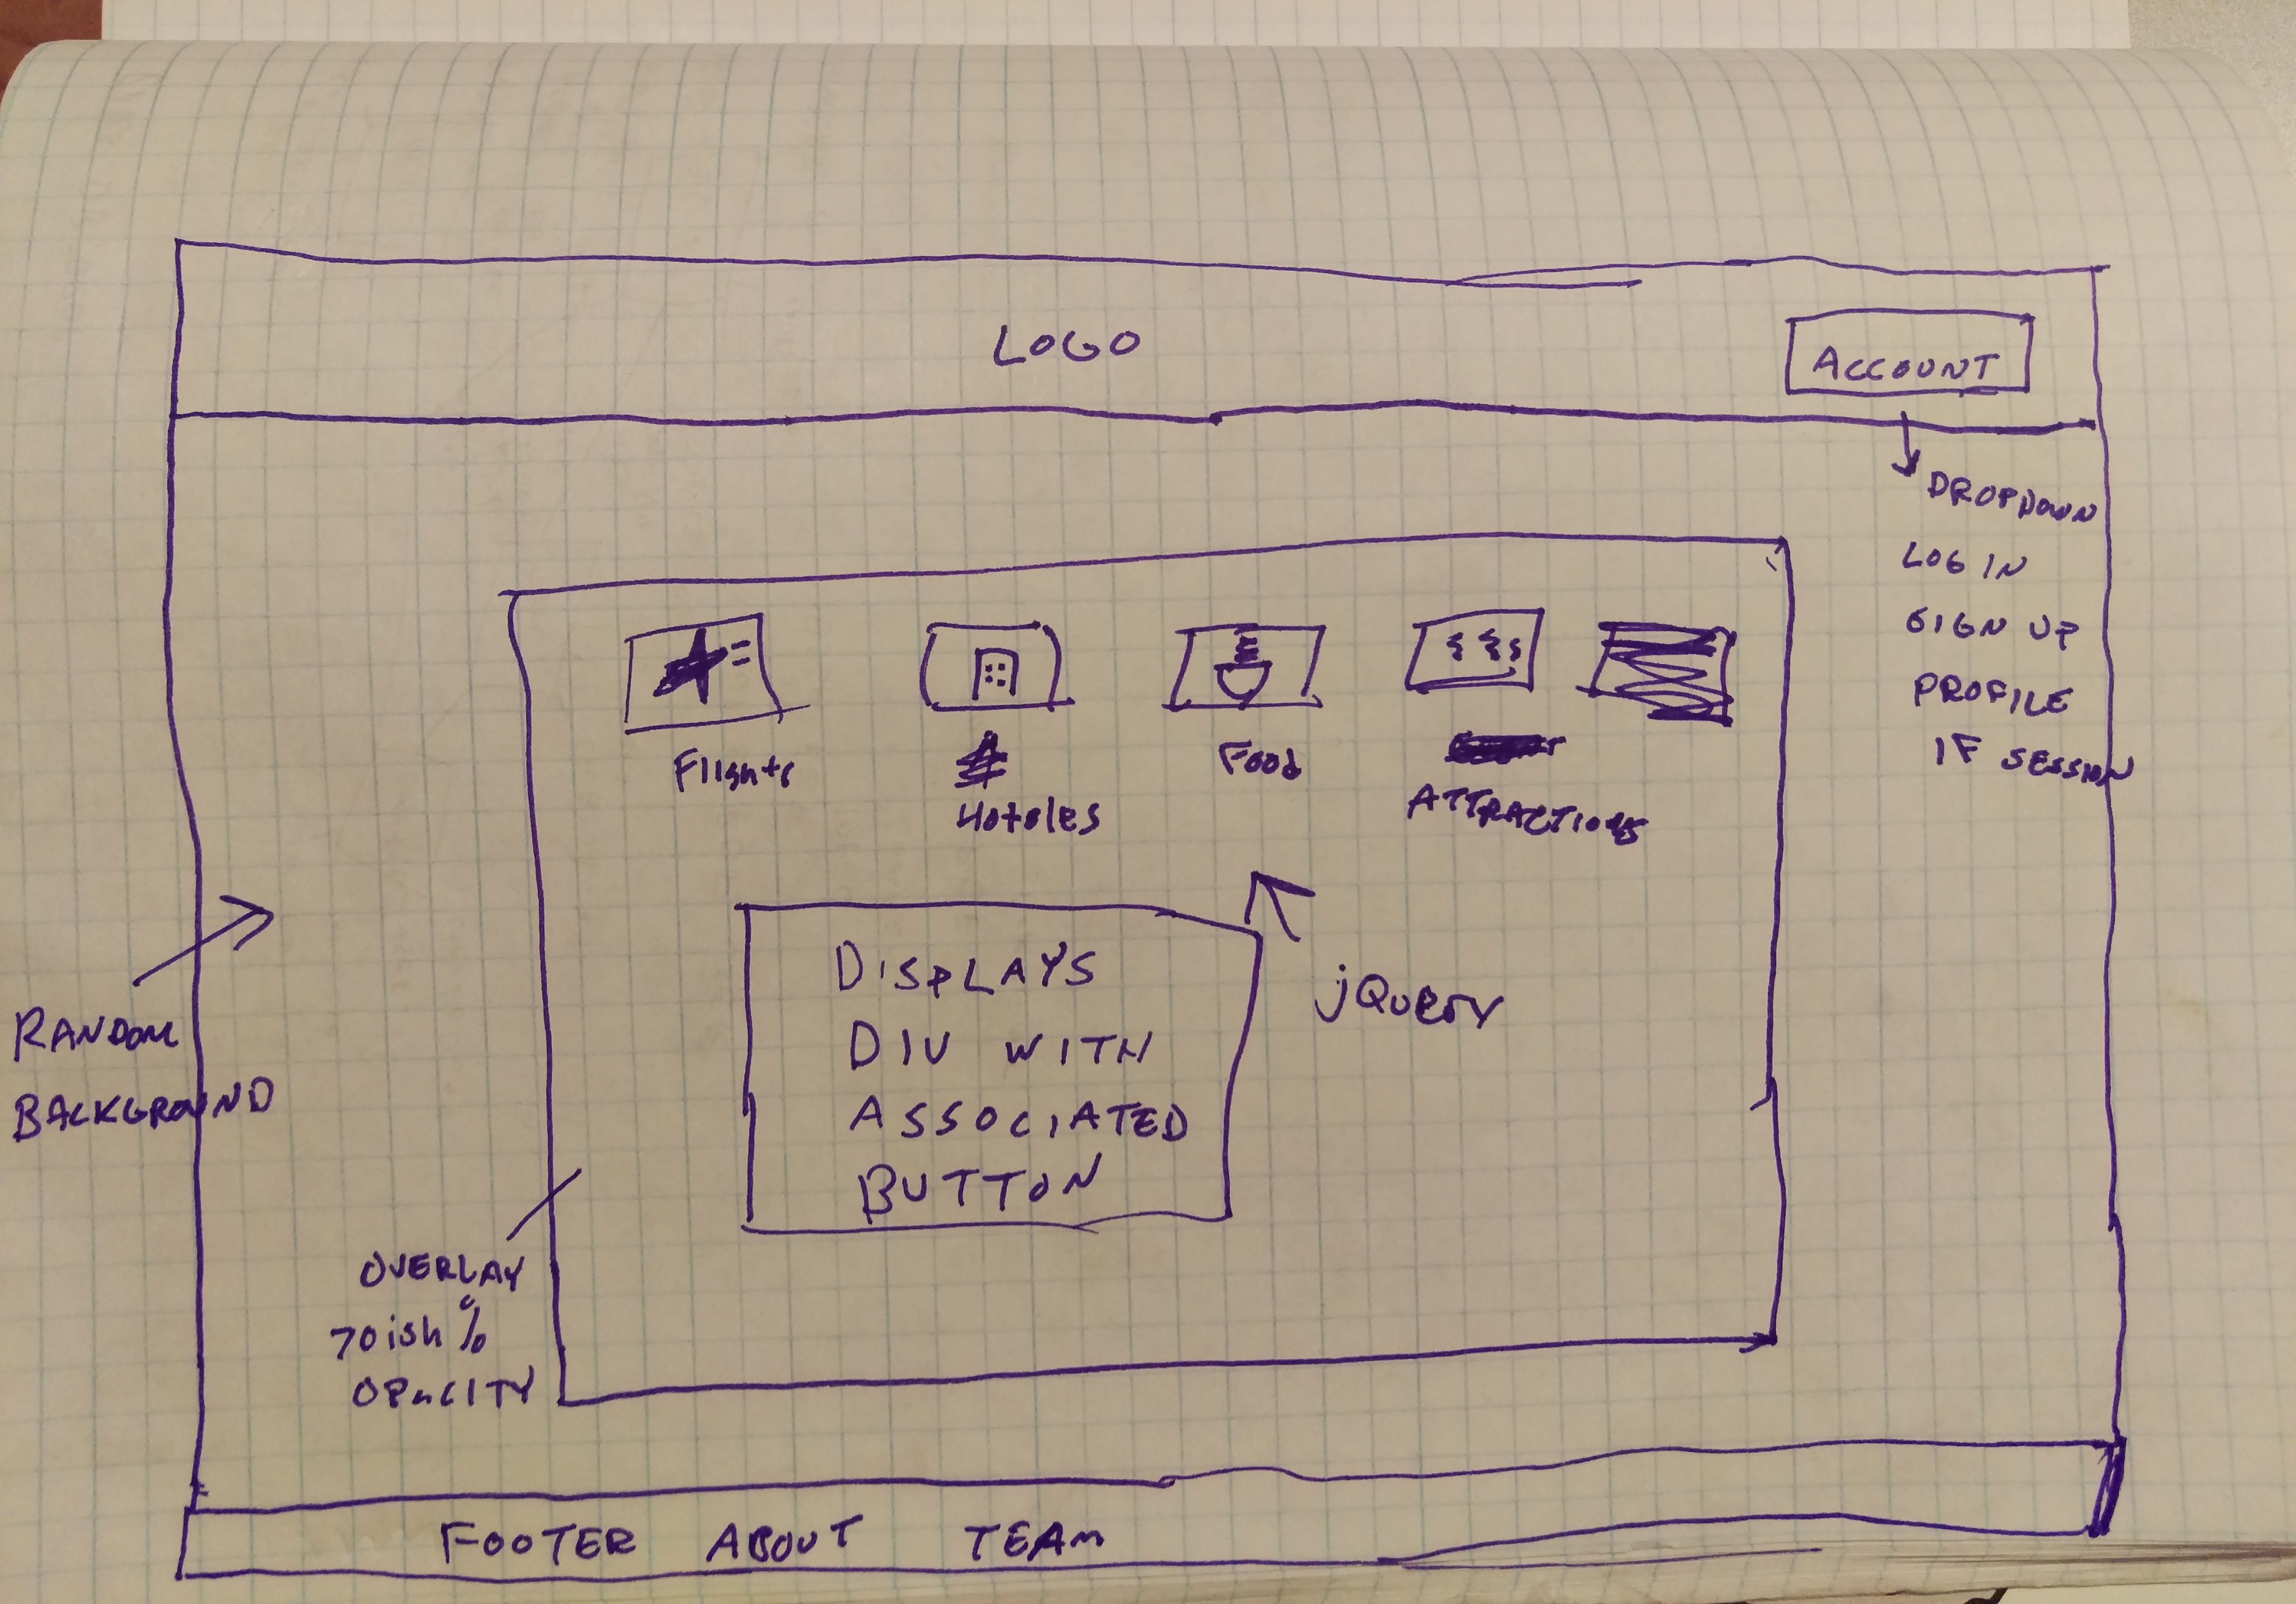 LOGO
ACCOUNT
DROPDOWN
LOG IN
SIGN UP
PROFILE
IF SESSION
Flights
Hoteles
Food
ATTRACTIONS
DISPLAYS
DIV WITH
ASSOCIATED
BUTTON
jQUERY
RANDOM
BACKGROUND
OVERLAY
70ish %
OPACITY
FOOTER ABOUT TEAM